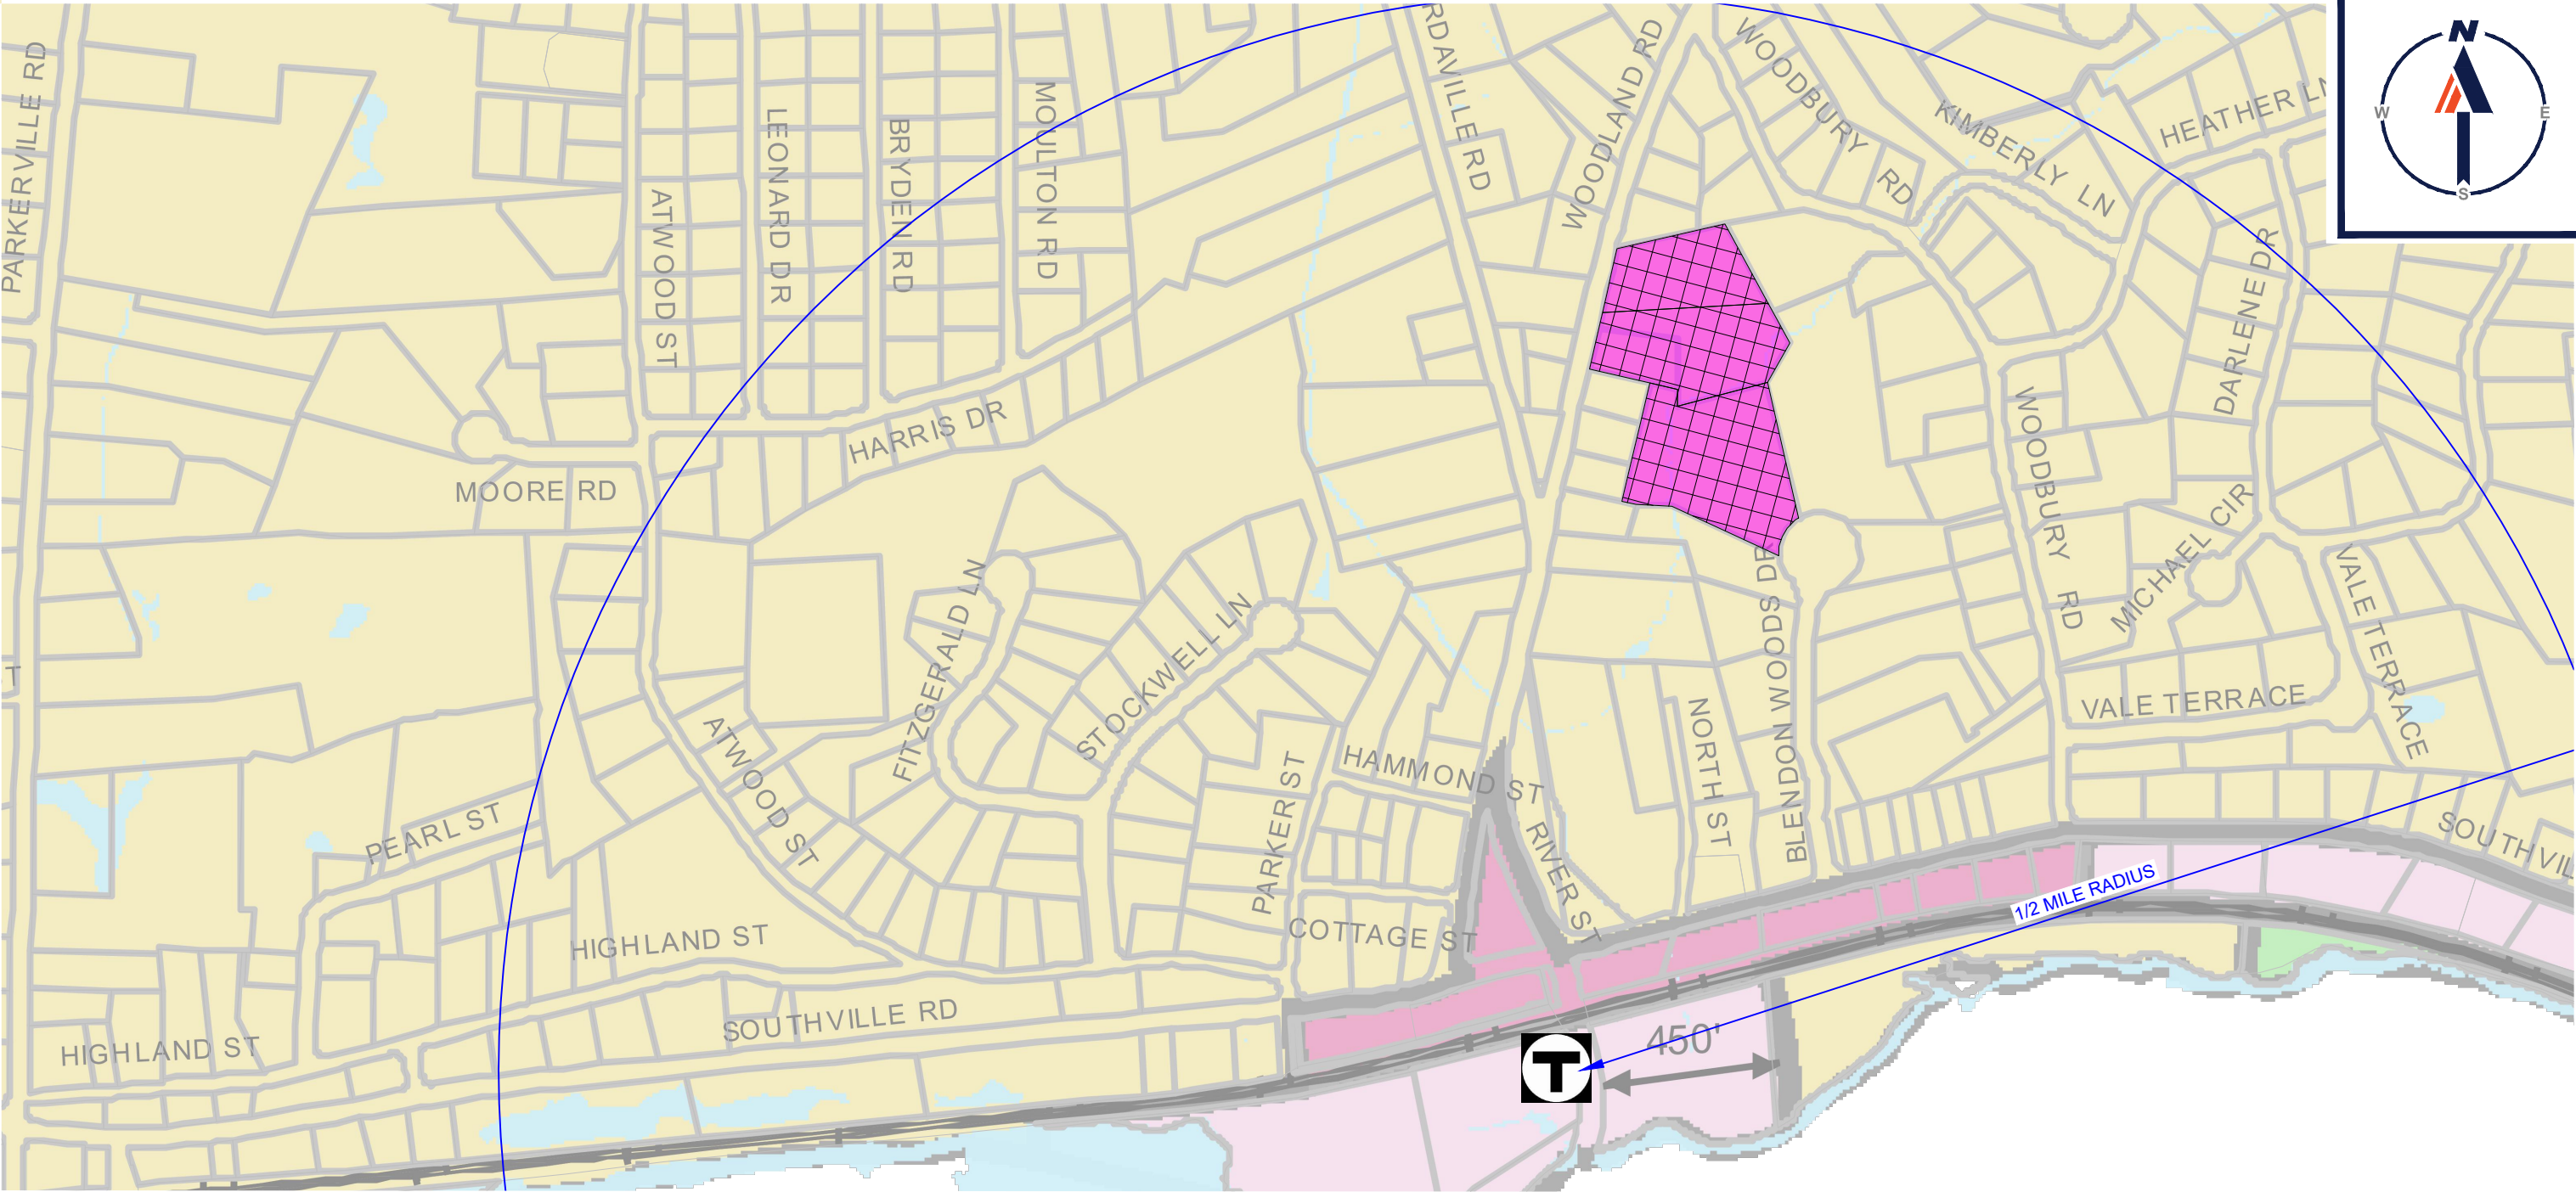 PARKERVILLE RD
ATWOOD ST
LEONARD DR
BRYDEN RD
MOULTON RD
RDAVILLE RD
WOODLAND RD
WOODBURY RD
KIMBERLY LN
HEATHER LN
N
W
E
S
DARLENE DR
HARRIS DR
MOORE RD
WOODBURY RD
MICHAEL CIR
VALE TERRACE
FITZGERALD LN
STOCKWELL LN
BLENDON WOODS DR
T
NORTH ST
VALE TERRACE
ATWOOD ST
HAMMOND ST
PARKER ST
PEARL ST
RIVER ST
SOUTHVIL
1/2 MILE RADIUS
COTTAGE ST
HIGHLAND ST
SOUTHVILLE RD
HIGHLAND ST
450'
T